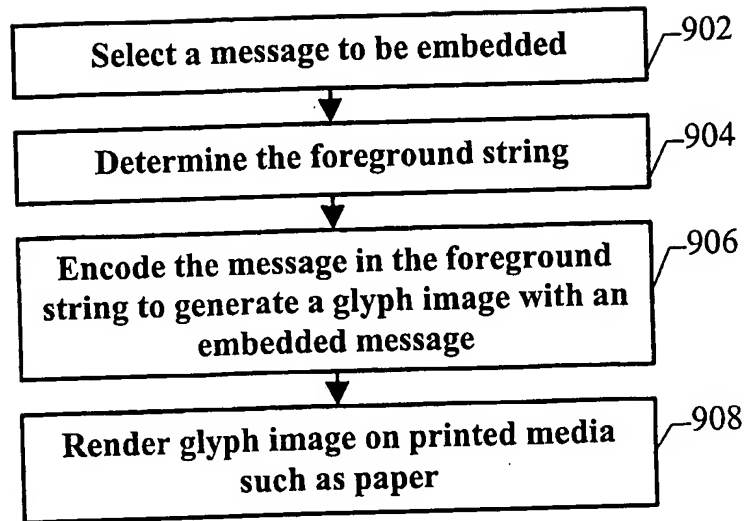 Select a message to be embedded
902
Determine the foreground string
904
Encode the message in the foreground
string to generate a glyph image with an
embedded message
906
Render glyph image on printed media
such as paper
908